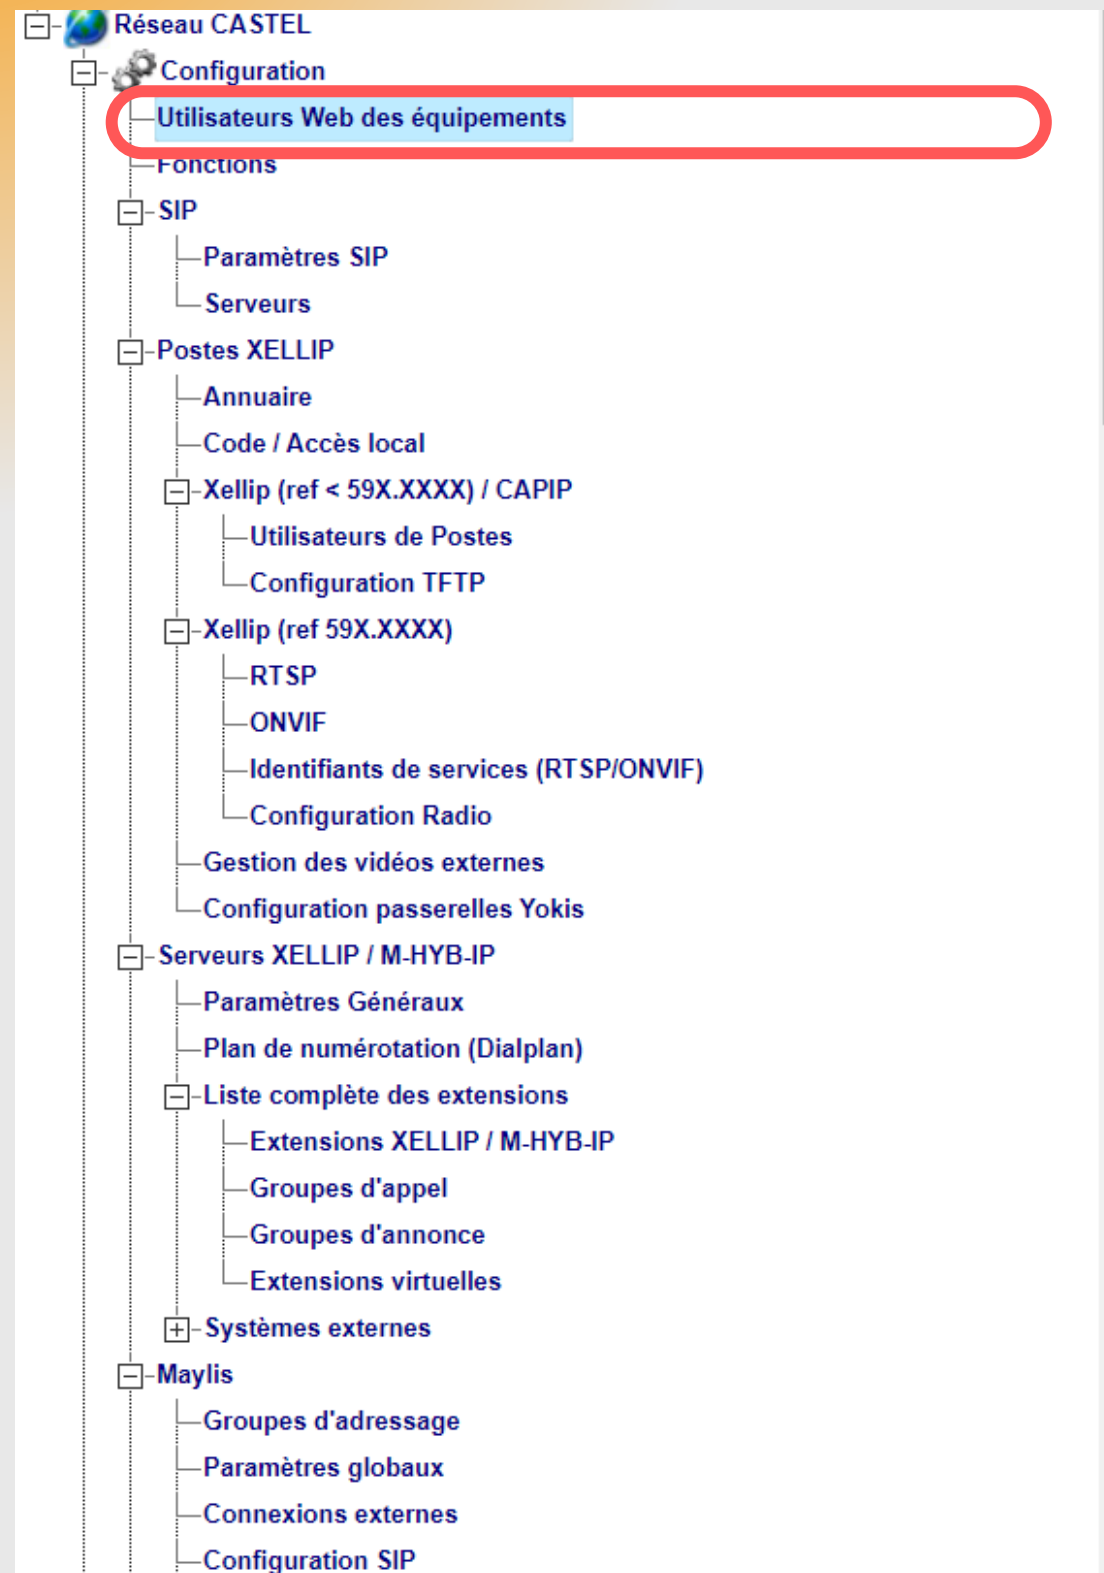 Réseau CASTEL
Configuration
Utilisateurs Web des équipements
Fonctions
SIP
Paramètres SIP
Serveurs
Postes XELLIP
Annuaire
Code / Accès local
Xellip (ref < 59X.XXXX) / CAPIP
Utilisateurs de Postes
Configuration TFTP
Xellip (ref 59X.XXXX)
RTSP
ONVIF
Identifiants de services (RTSP/ONVIF)
Configuration Radio
Gestion des vidéos externes
Configuration passerelles Yokis
Serveurs XELLIP / M-HYB-IP
Paramètres Généraux
Plan de numérotation (Dialplan)
Liste complète des extensions
Extensions XELLIP / M-HYB-IP
Groupes d'appel
Groupes d'annonce
Extensions virtuelles
Systèmes externes
Maylis
Groupes d'adressage
Paramètres globaux
Connexions externes
Configuration SIP